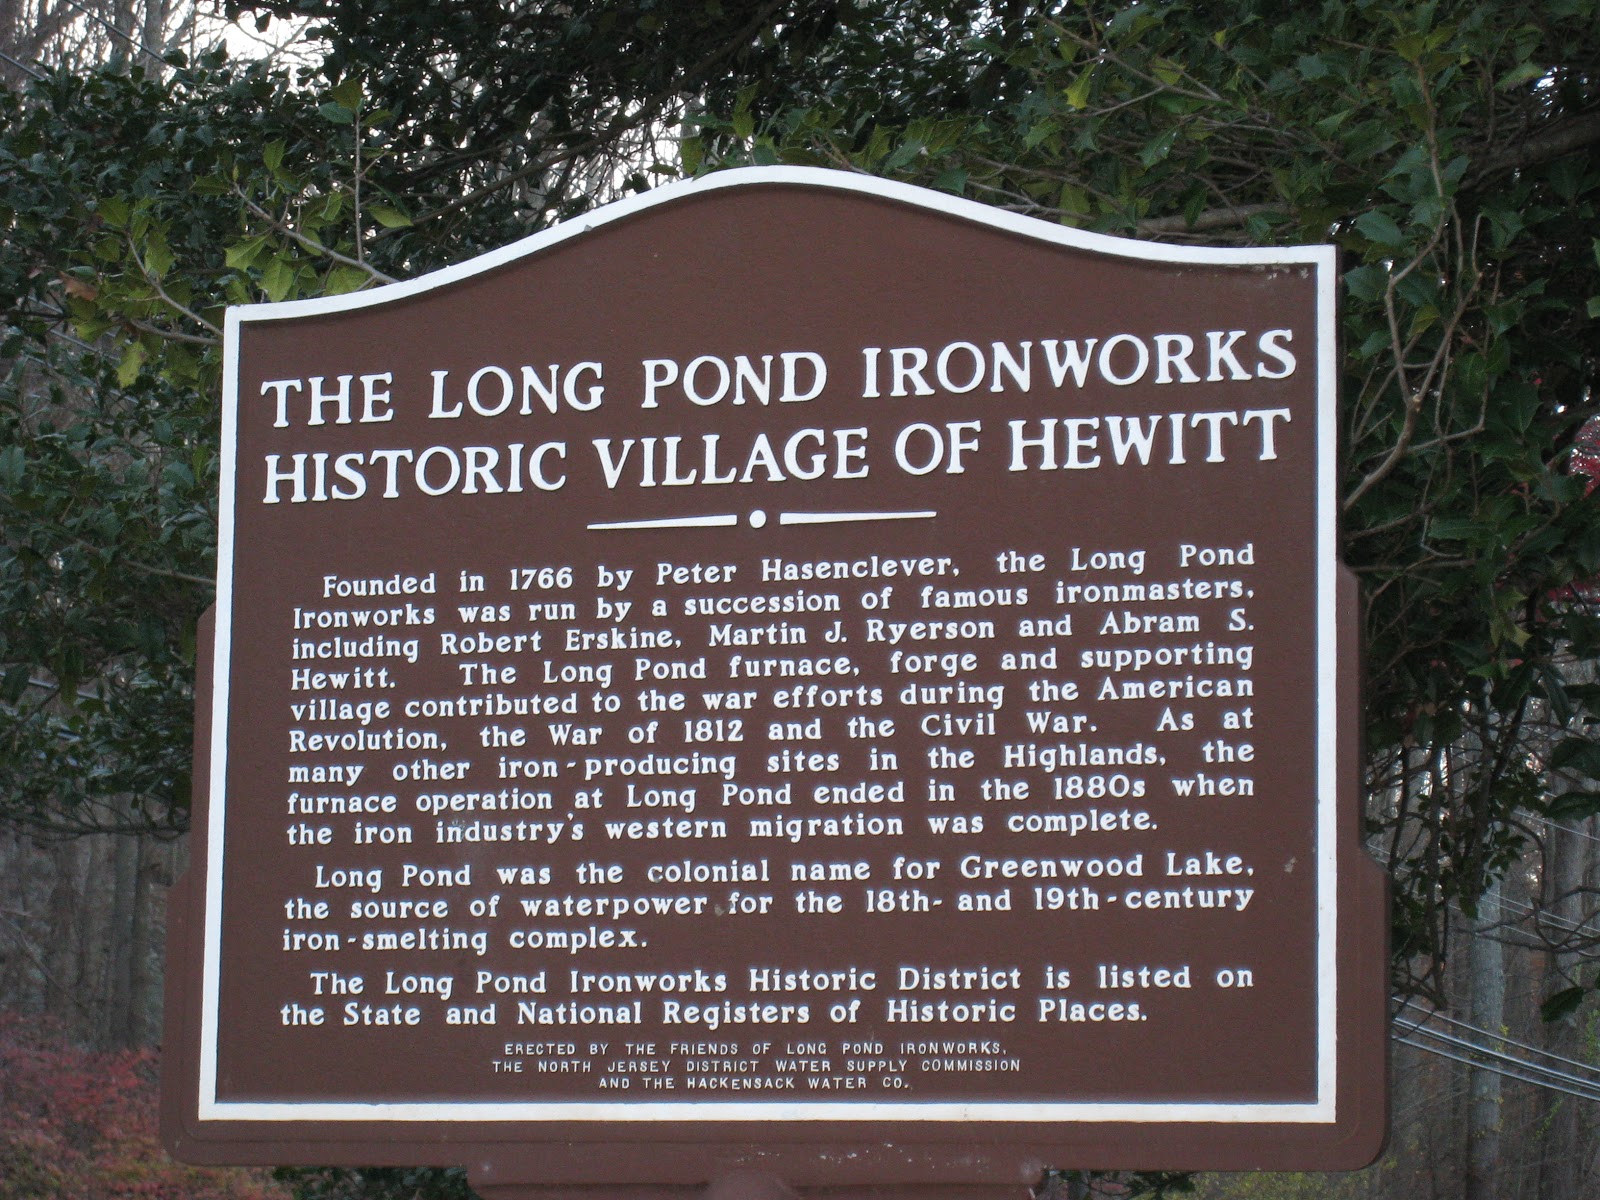 THE LONG POND IRONWORKS
HISTORIC VILLAGE OF HEWITT
Founded in 1766 by Peter Hasenclever, the Long Pond
Ironworks was run by a succession of famous ironmasters,
including Robert Erskine, Martin J. Ryerson and Abram S.
Hewitt. The Long Pond furnace, forge and supporting
village contributed to the war efforts during the American
Revolution, the War of 1812 and the Civil War. As at
many other iron-producing sites in the Highlands, the
furnace operation at Long Pond ended in the 1880s when
the iron industry's western migration was complete.
Long Pond was the colonial name for Greenwood Lake,
the source of waterpower for the 18th- and 19th-century
iron-smelting complex.
The Long Pond Ironworks Historic District is listed on
the State and National Registers of Historic Places.
ERECTED BY THE FRIENDS OF LONG POND IRONWORKS,
THE NORTH JERSEY DISTRICT WATER SUPPLY COMMISSION
AND THE HACKENSACK WATER CO.